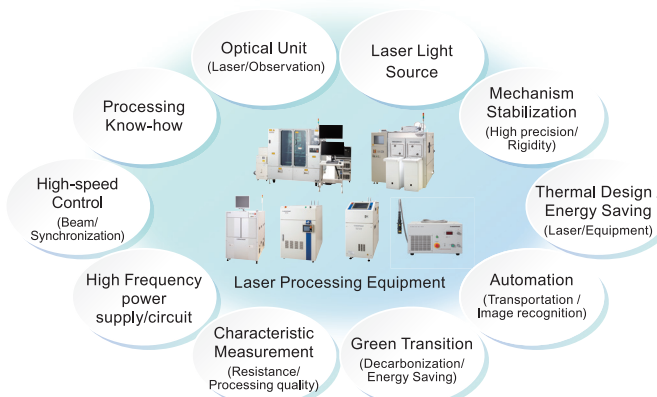 Optical Unit
(Laser/Observation)
Laser Light
Source
Mechanism
Stabilization
(High precision/
Rigidity)
Thermal Design
Energy Saving
(Laser/Equipment)
Automation
(Transportation /
Image recognition)
Green Transition
(Decarbonization/
Energy Saving)
Characteristic
Measurement
(Resistance/
Processing quality)
High Frequency
power
supply/circuit
High-speed
Control
(Beam/
Synchronization)
Processing
Know-how
Laser Processing Equipment